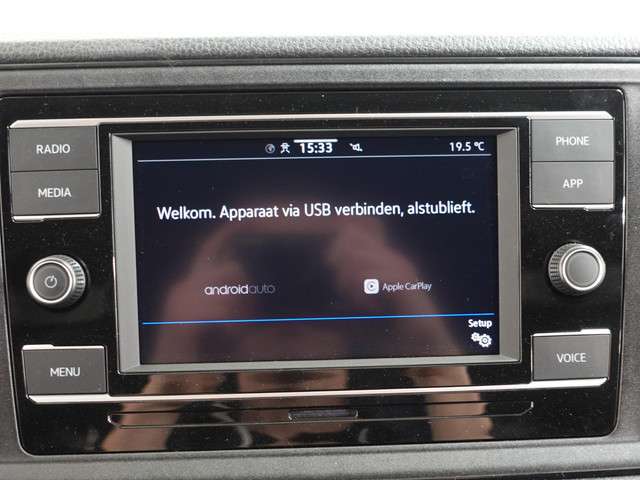 RADIO
MEDIA
MENU
15:33
19.5 °C
Welkom. Apparaat via USB verbinden, alstublieft.
androidauto
Apple CarPlay
Setup
PHONE
APP
VOICE